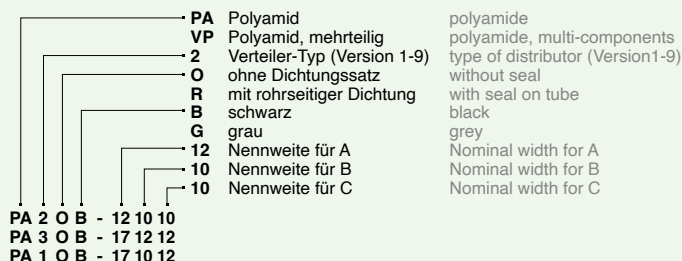 PA Polyamid polyamide
VP Polyamid, mehrteilig polyamide, multi-components
2 Verteiler-Typ (Version 1-9) type of distributor (Version1-9)
O ohne Dichtungssatz without seal
R mit rohrseitiger Dichtung with seal on tube
B schwarz black
G grau grey
12 Nennweite für A Nominal width for A
10 Nennweite für B Nominal width for B
10 Nennweite für C Nominal width for C
PA 2 O B - 12 10 10
PA 3 O B - 17 12 12
PA 1 O B - 17 10 12